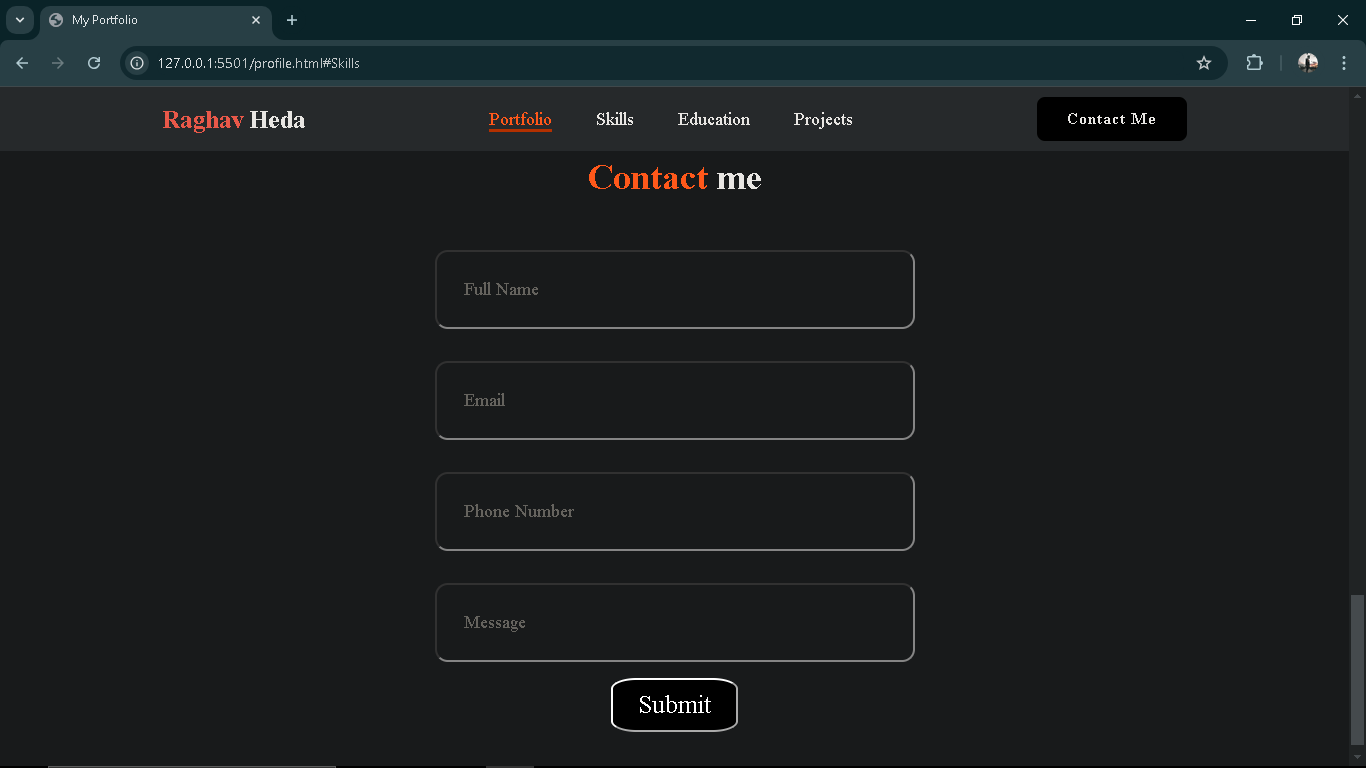 My Portfolio
127.0.0.1:5501/profile.html#Skills
Raghav Heda
Portfolio
Skills
Education
Projects
Contact Me
Contact me
Full Name
Email
Phone Number
Message
Submit